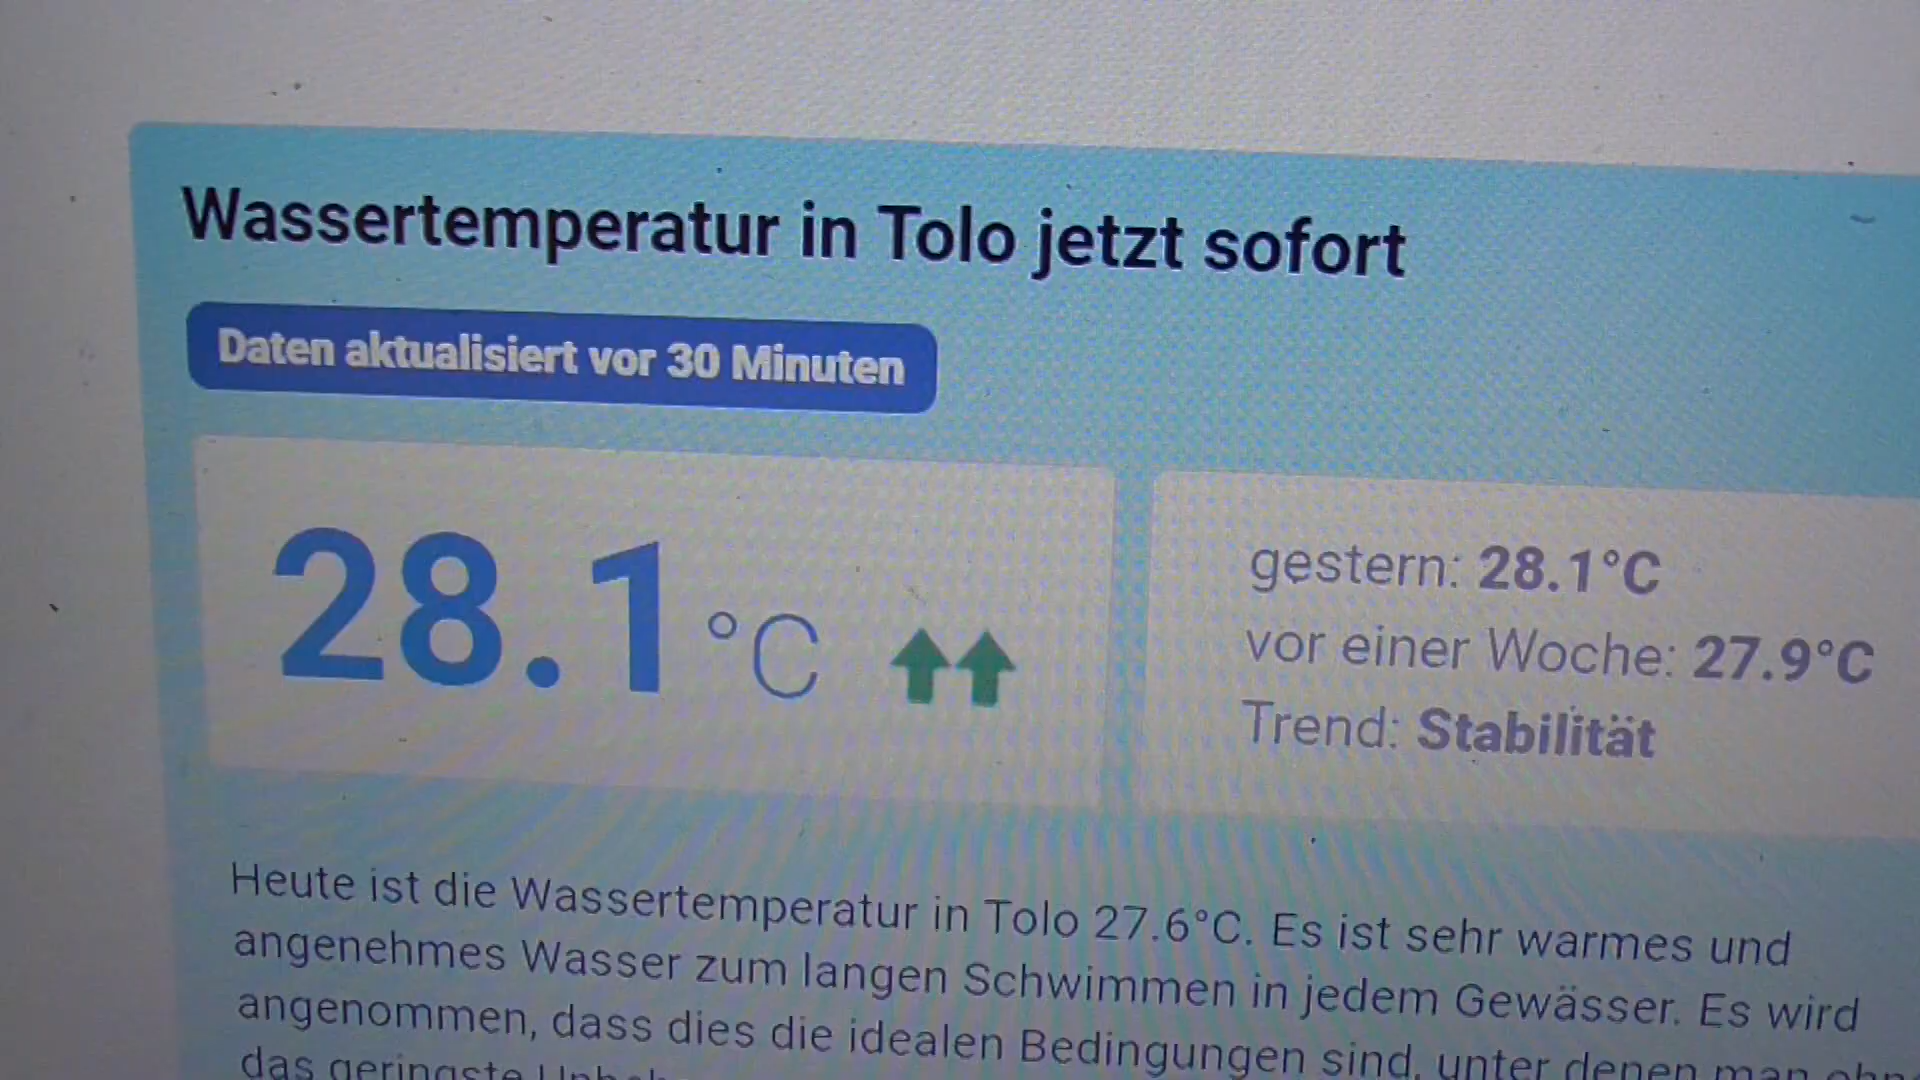 Wassertemperatur in Tolo jetzt sofort
Daten aktualisiert vor 30 Minuten
28.1 °C
gestern: 28.1°C
vor einer Woche: 27.9°C
Trend: Stabilität
Heute ist die Wassertemperatur in Tolo 27.6°C. Es ist sehr warmes und
angenehmes Wasser zum langen Schwimmen in jedem Gewässer. Es wird
angenommen, dass dies die idealen Bedingungen sind, unter denen man
das geringste